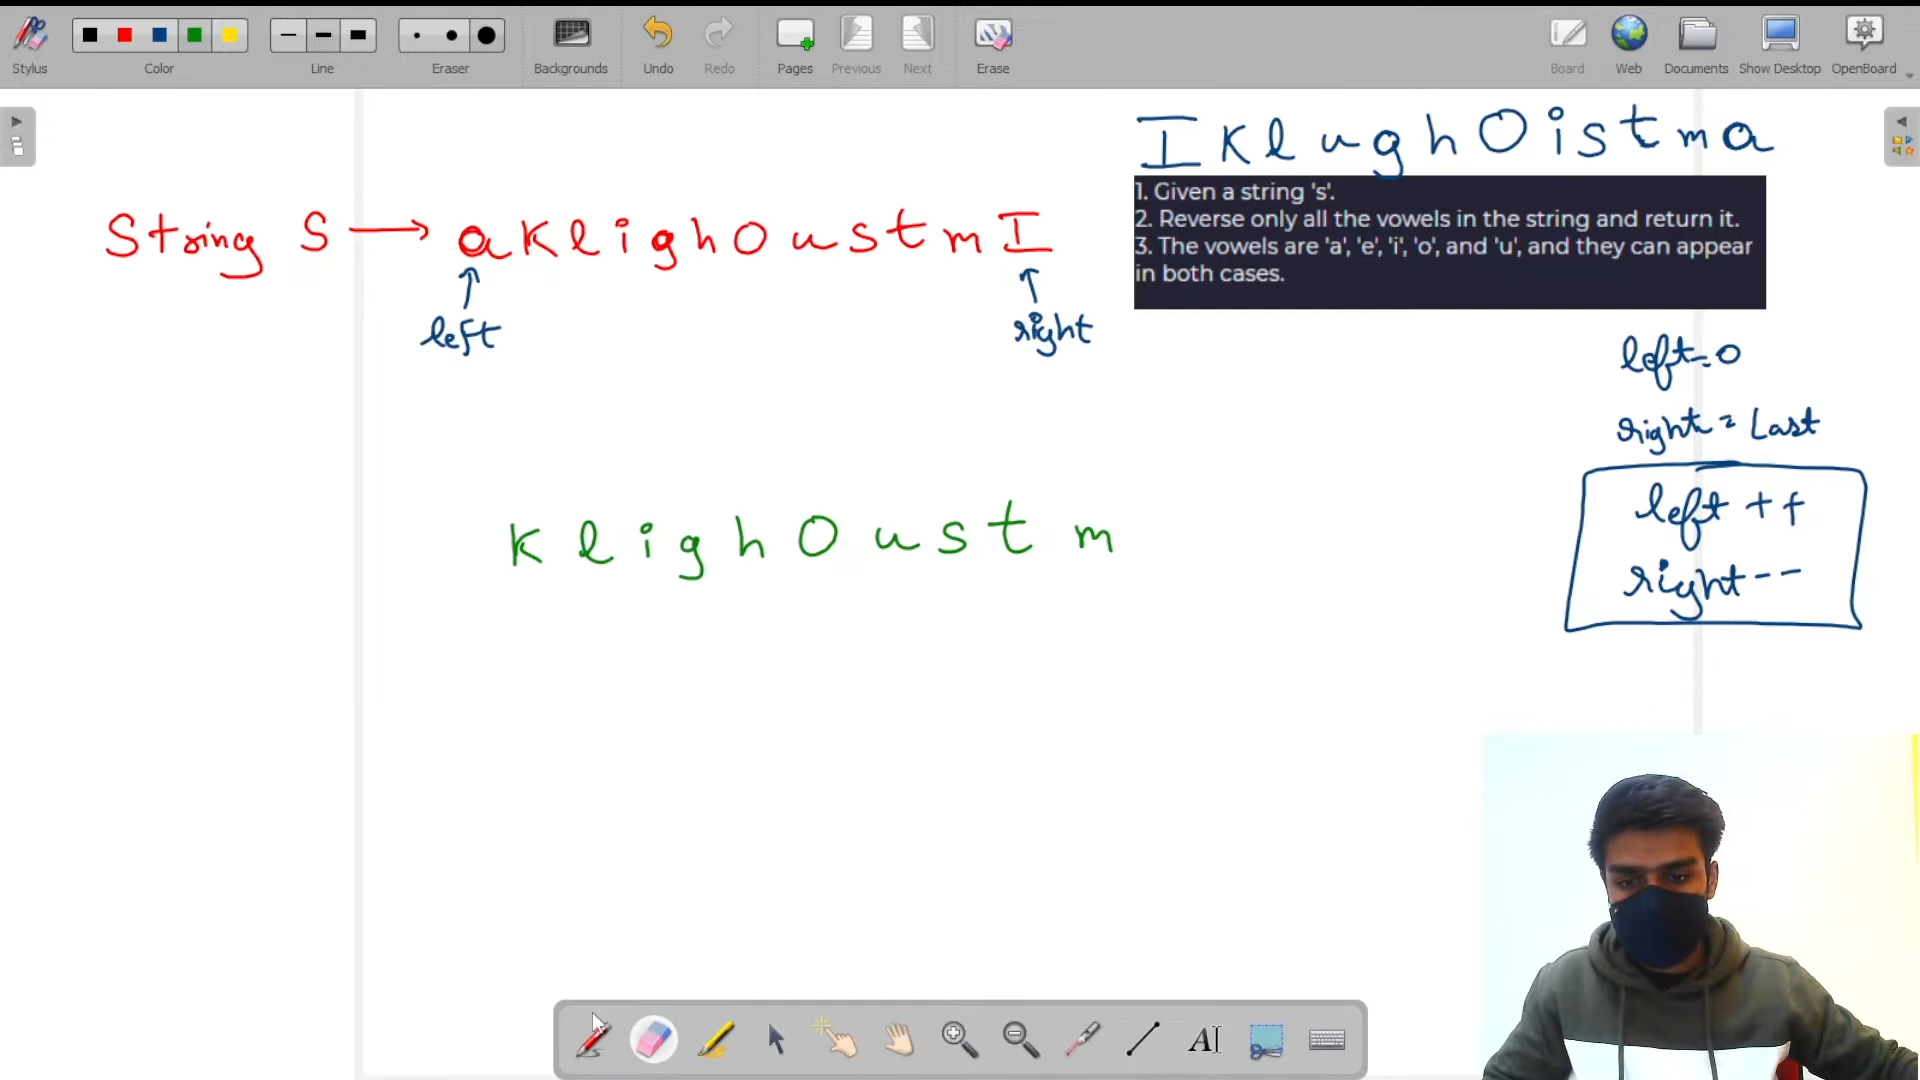 Stylus
Color
Line
Eraser
Backgrounds
Undo
Redo
Pages
Previous
Next
Erase
Board
Web
Documents
Show Desktop
OpenBoard
I K l u g h O i s t m a
1. Given a string 's'.
2. Reverse only all the vowels in the string and return it.
3. The vowels are 'a', 'e', 'i', 'o', and 'u', and they can appear
in both cases.
String S → a k l i g h O u s t m I
left
right
left = 0
right = Last
left ++
right --
k l i g h O u s t m
AI